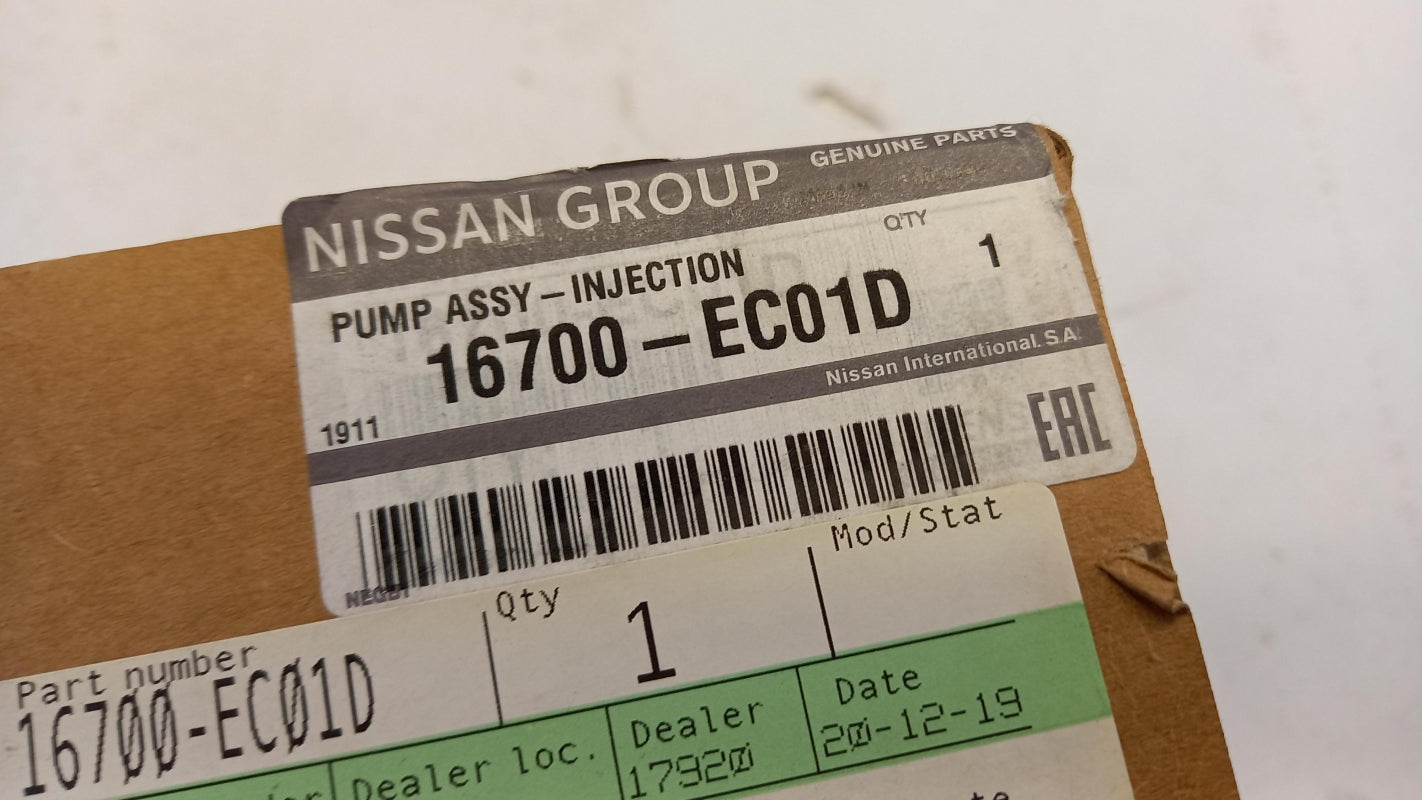 NISSAN GROUP GENUINE PARTS
PUMP ASSY-INJECTION Q'TY 1
16700-EC01D
Nissan International. S.A.
1911
EAC
Part number Qty Mod/Stat
16700-EC01D 1
Dealer loc. Dealer Date
17920 20-12-19